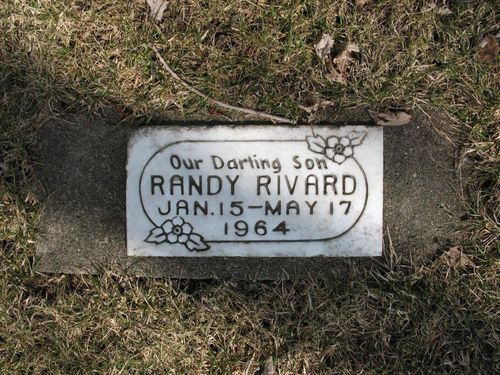 Our Darling Son
RANDY RIVARD
JAN. 15 - MAY 17
1964